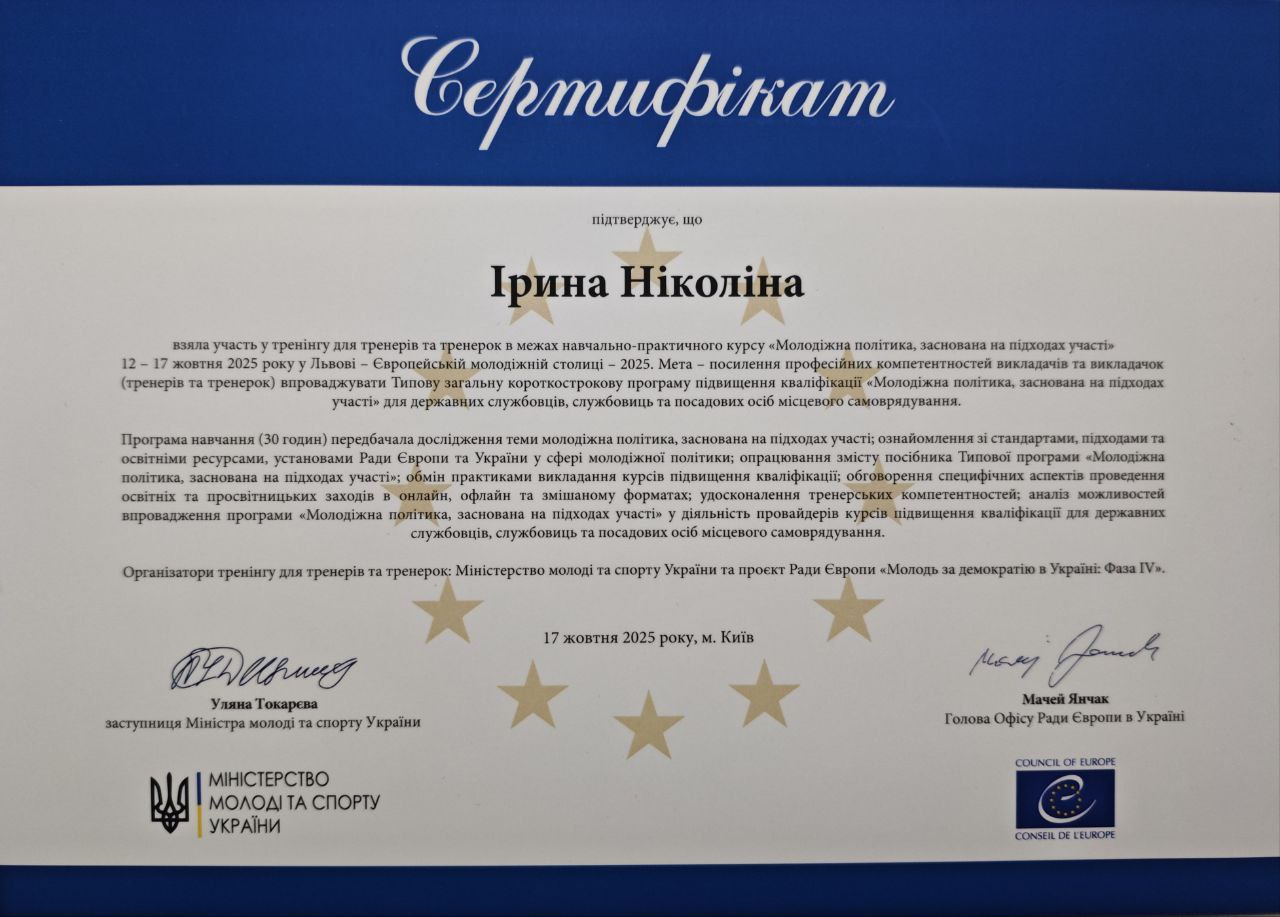 Сертифікат
підтверджує, що
Ірина Ніколіна
взяла участь у тренінгу для тренерів та тренерок в межах навчально-практичного курсу «Молодіжна політика, заснована на підходах участі»
12 – 17 жовтня 2025 року у Львові – Європейській молодіжній столиці – 2025. Мета – посилення професійних компетентностей викладачів та викладачок
(тренерів та тренерок) впроваджувати Типову загальну короткострокову програму підвищення кваліфікації «Молодіжна політика, заснована на підходах
участі» для державних службовців, службовиць та посадових осіб місцевого самоврядування.
Програма навчання (30 годин) передбачала дослідження теми молодіжна політика, заснована на підходах участі; ознайомлення зі стандартами, підходами та
освітніми ресурсами, установами Ради Європи та України у сфері молодіжної політики; опрацювання змісту посібника Типової програми «Молодіжна
політика, заснована на підходах участі»; обмін практиками викладання курсів підвищення кваліфікації; обговорення специфічних аспектів проведення
освітніх та просвітницьких заходів в онлайн, офлайн та змішаному форматах; удосконалення тренерських компетентностей; аналіз можливостей
впровадження програми «Молодіжна політика, заснована на підходах участі» у діяльність провайдерів курсів підвищення кваліфікації для державних
службовців, службовиць та посадових осіб місцевого самоврядування.
Організатори тренінгу для тренерів та тренерок: Міністерство молоді та спорту України та проєкт Ради Європи «Молодь за демократію в Україні: Фаза IV».
17 жовтня 2025 року, м. Київ
Уляна Токарєва
заступниця Міністра молоді та спорту України
Мачей Янчак
Голова Офісу Ради Європи в Україні
МІНІСТЕРСТВО
МОЛОДІ ТА СПОРТУ
УКРАЇНИ
COUNCIL OF EUROPE
CONSEIL DE L'EUROPE